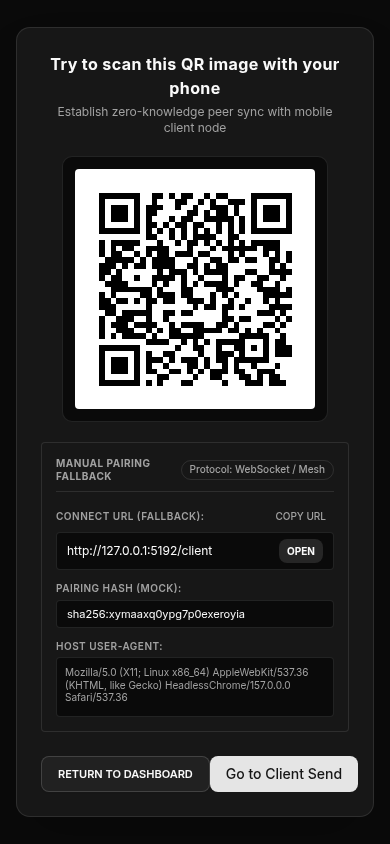 Try to scan this QR image with your
phone
Establish zero-knowledge peer sync with mobile
client node
MANUAL PAIRING
FALLBACK
Protocol: WebSocket / Mesh
CONNECT URL (FALLBACK):
COPY URL
http://127.0.0.1:5192/client
OPEN
PAIRING HASH (MOCK):
sha256:xymaaxq0ypg7p0exeroyia
HOST USER-AGENT:
Mozilla/5.0 (X11; Linux x86_64) AppleWebKit/537.36
(KHTML, like Gecko) HeadlessChrome/157.0.0.0
Safari/537.36
RETURN TO DASHBOARD
Go to Client Send